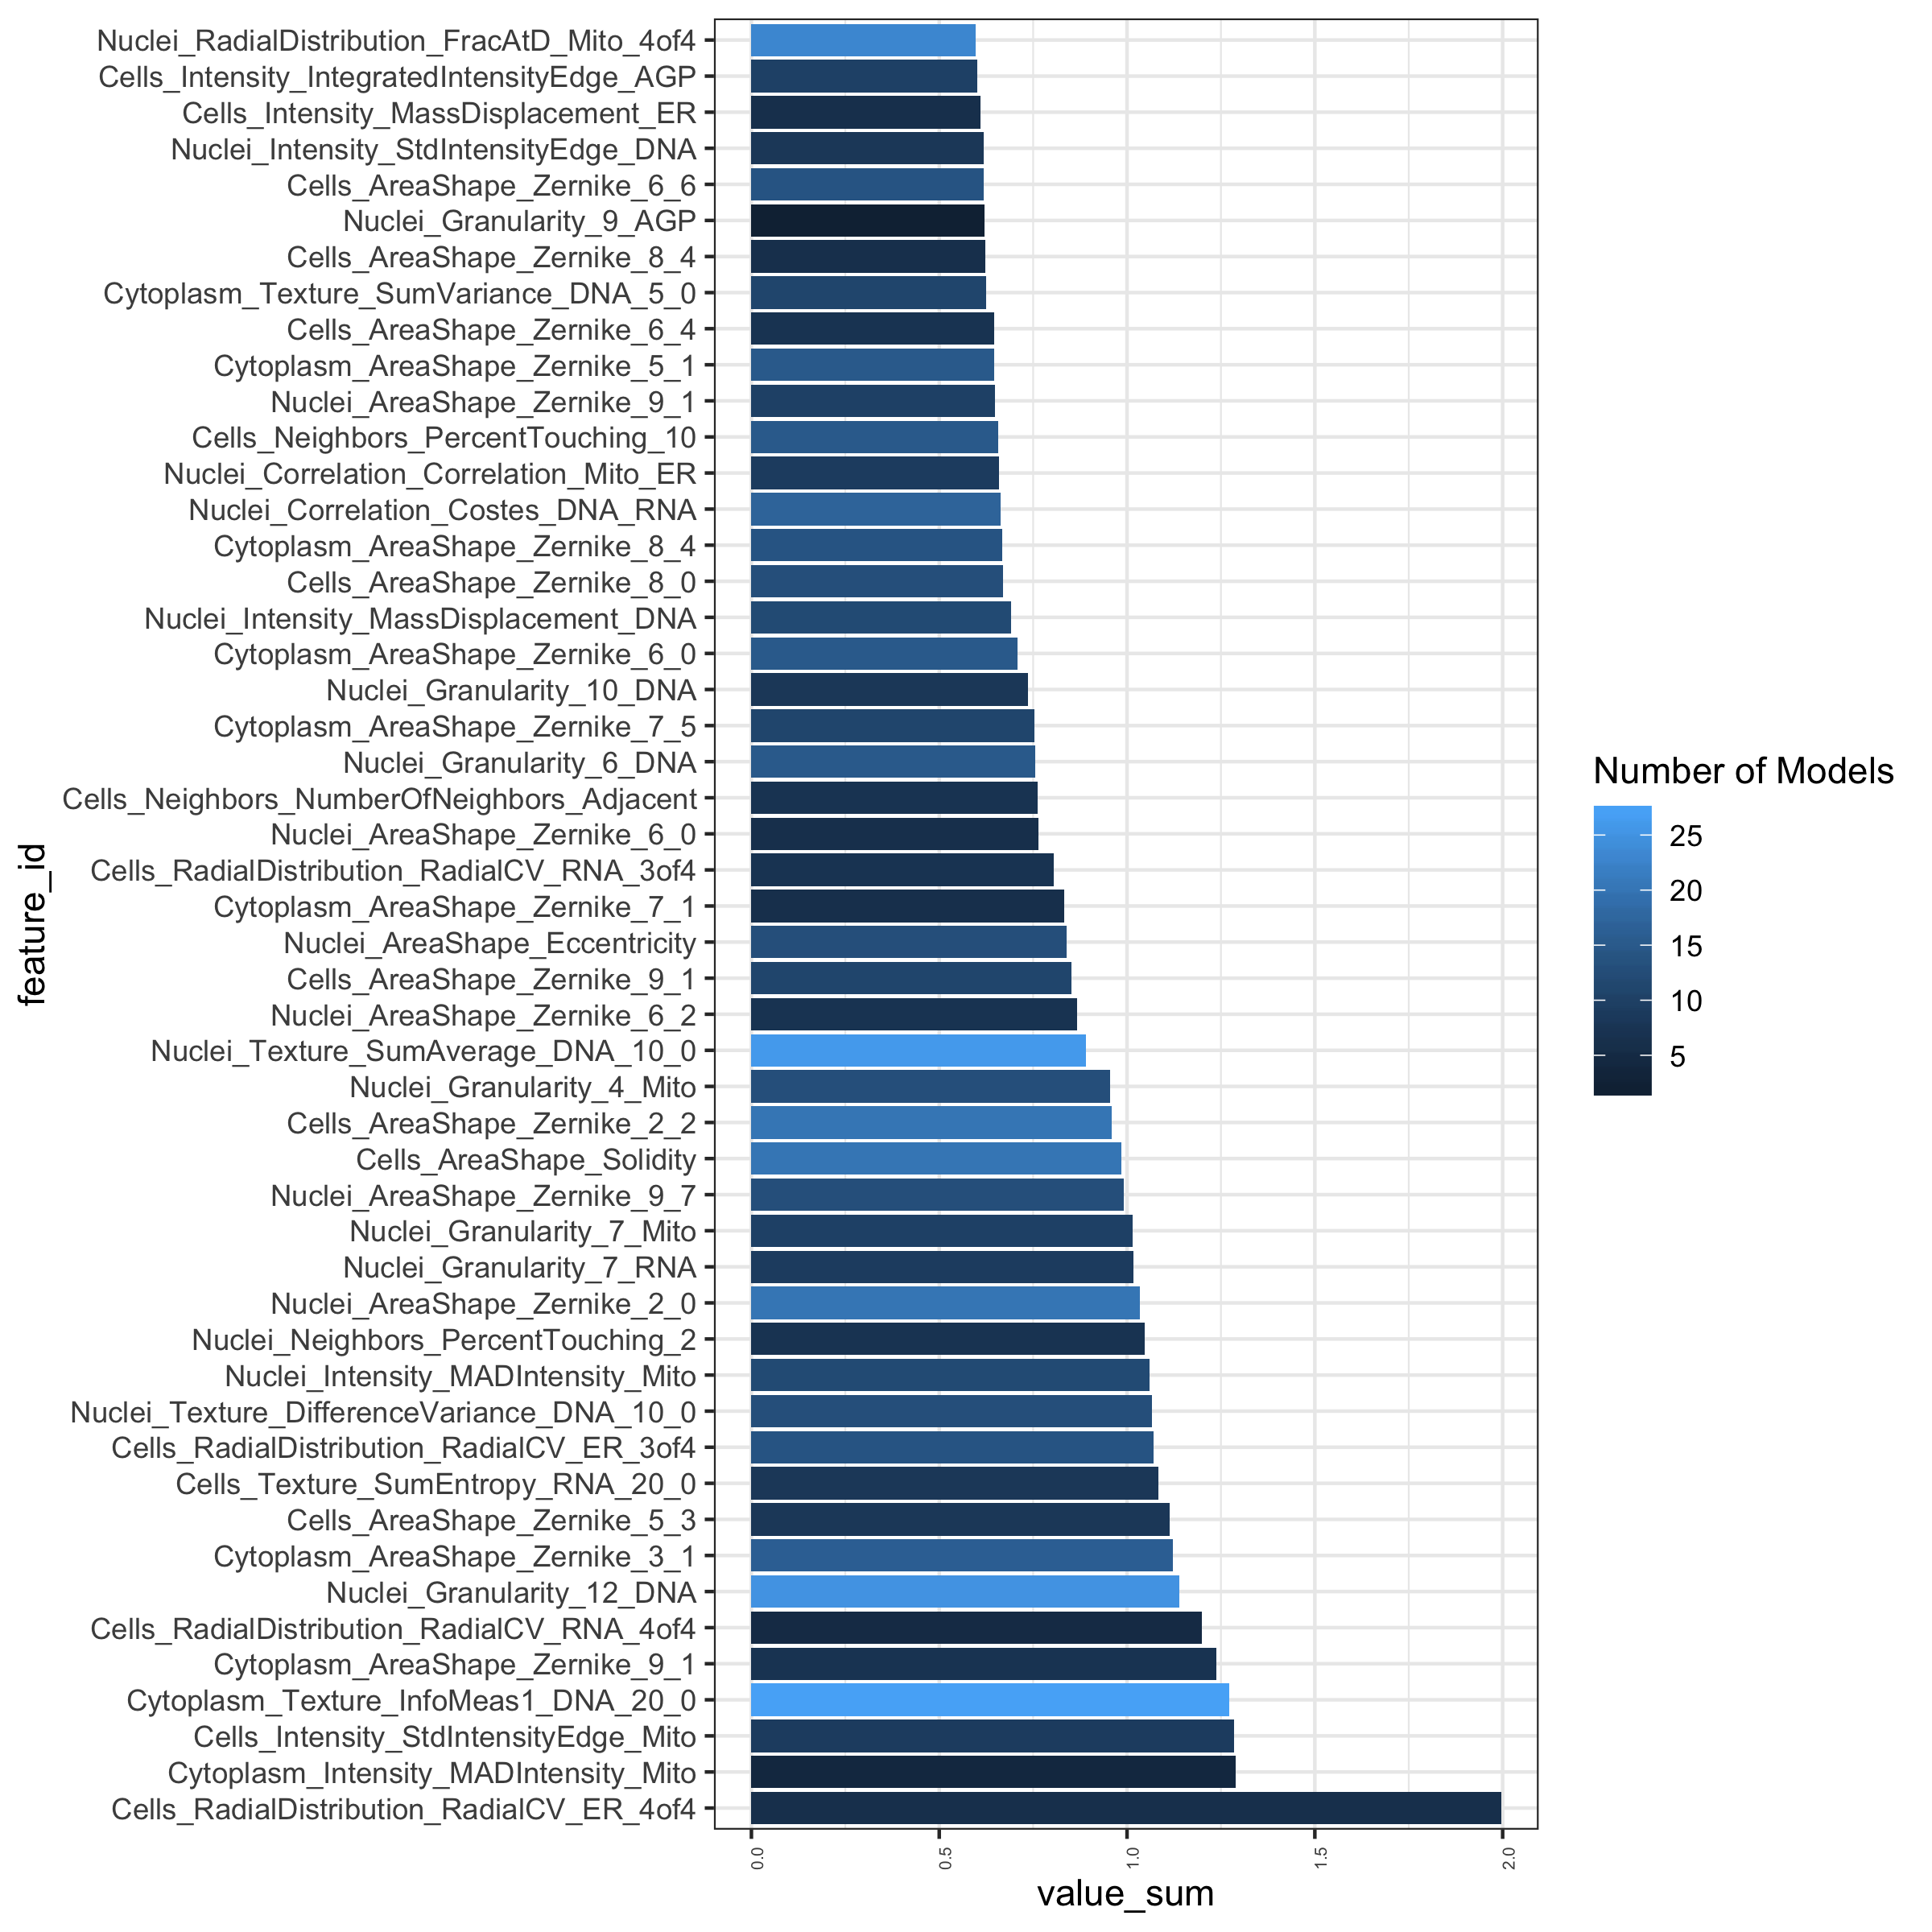 Nuclei_RadialDistribution_FracAtD_Mito_4of4
Cells_Intensity_IntegratedIntensityEdge_AGP
Cells_Intensity_MassDisplacement_ER
Nuclei_Intensity_StdIntensityEdge_DNA
Cells_AreaShape_Zernike_6_6
Nuclei_Granularity_9_AGP
Cells_AreaShape_Zernike_8_4
Cytoplasm_Texture_SumVariance_DNA_5_0
Cells_AreaShape_Zernike_6_4
Cytoplasm_AreaShape_Zernike_5_1
Nuclei_AreaShape_Zernike_9_1
Cells_Neighbors_PercentTouching_10
Nuclei_Correlation_Correlation_Mito_ER
Nuclei_Correlation_Costes_DNA_RNA
Cytoplasm_AreaShape_Zernike_8_4
Cells_AreaShape_Zernike_8_0
Nuclei_Intensity_MassDisplacement_DNA
Cytoplasm_AreaShape_Zernike_6_0
Nuclei_Granularity_10_DNA
Cytoplasm_AreaShape_Zernike_7_5
Nuclei_Granularity_6_DNA
Cells_Neighbors_NumberOfNeighbors_Adjacent
Nuclei_AreaShape_Zernike_6_0
Cells_RadialDistribution_RadialCV_RNA_3of4
Cytoplasm_AreaShape_Zernike_7_1
Nuclei_AreaShape_Eccentricity
Cells_AreaShape_Zernike_9_1
Nuclei_AreaShape_Zernike_6_2
Nuclei_Texture_SumAverage_DNA_10_0
Nuclei_Granularity_4_Mito
Cells_AreaShape_Zernike_2_2
Cells_AreaShape_Solidity
Nuclei_AreaShape_Zernike_9_7
Nuclei_Granularity_7_Mito
Nuclei_Granularity_7_RNA
Nuclei_AreaShape_Zernike_2_0
Nuclei_Neighbors_PercentTouching_2
Nuclei_Intensity_MADIntensity_Mito
Nuclei_Texture_DifferenceVariance_DNA_10_0
Cells_RadialDistribution_RadialCV_ER_3of4
Cells_Texture_SumEntropy_RNA_20_0
Cells_AreaShape_Zernike_5_3
Cytoplasm_AreaShape_Zernike_3_1
Nuclei_Granularity_12_DNA
Cells_RadialDistribution_RadialCV_RNA_4of4
Cytoplasm_AreaShape_Zernike_9_1
Cytoplasm_Texture_InfoMeas1_DNA_20_0
Cells_Intensity_StdIntensityEdge_Mito
Cytoplasm_Intensity_MADIntensity_Mito
Cells_RadialDistribution_RadialCV_ER_4of4
feature_id
0.0
0.5
1.0
1.5
2.0
value_sum
Number of Models
25
20
15
10
5